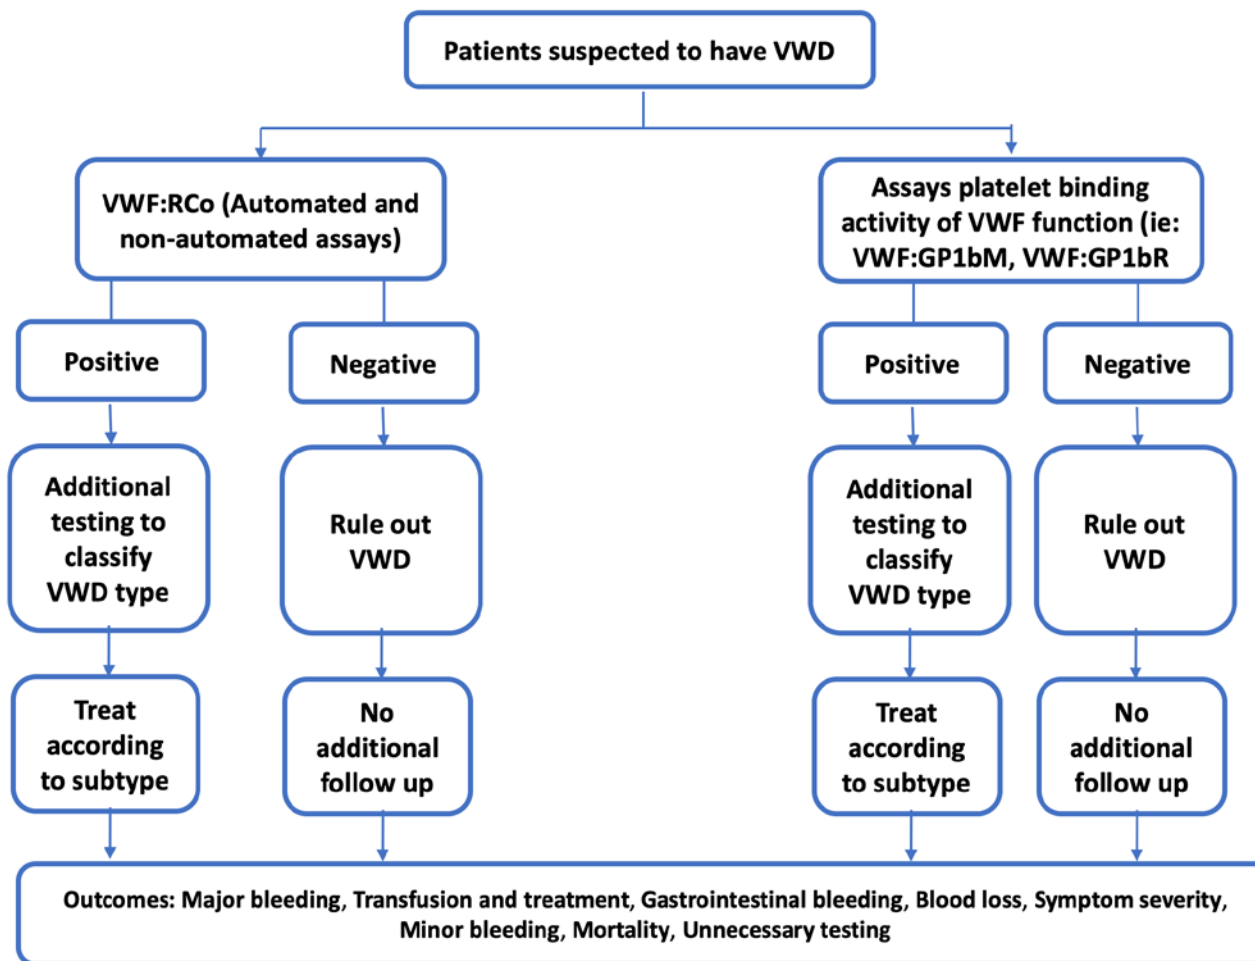 Patients suspected to have VWD
VWF:RCo (Automated and
non-automated assays)
Assays platelet binding
activity of VWF function (ie:
VWF:GP1bM, VWF:GP1bR
Positive
Negative
Positive
Negative
Additional
testing to
classify
VWD type
Rule out
VWD
Additional
testing to
classify
VWD type
Rule out
VWD
Treat
according
to subtype
No
additional
follow up
Treat
according
to subtype
No
additional
follow up
Outcomes: Major bleeding, Transfusion and treatment, Gastrointestinal bleeding, Blood loss, Symptom severity,
Minor bleeding, Mortality, Unnecessary testing